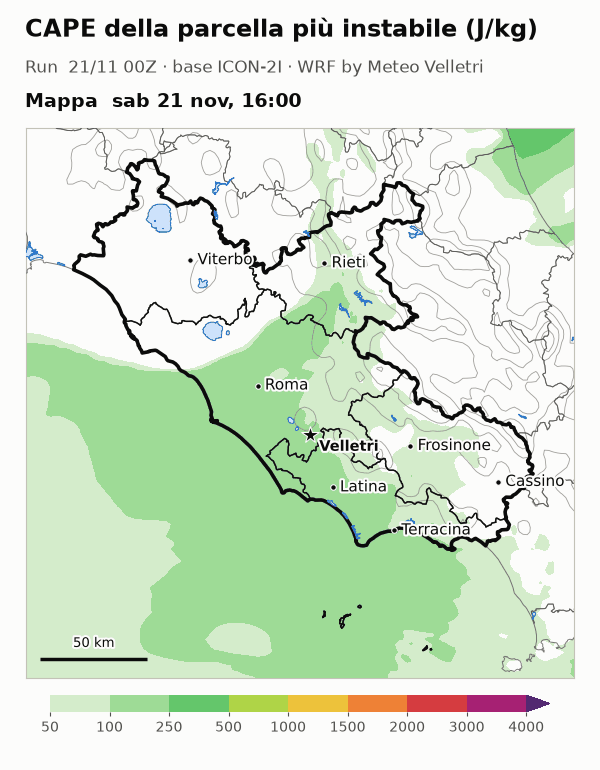 CAPE della parcella più instabile (J/kg)
Run  21/11 00Z · base ICON-2I · WRF by Meteo Velletri
Mappa  sab 21 nov, 16:00
Viterbo
Rieti
Roma
Velletri
Frosinone
Cassino
Latina
Terracina
50 km
50 100 250 500 1000 1500 2000 3000 4000